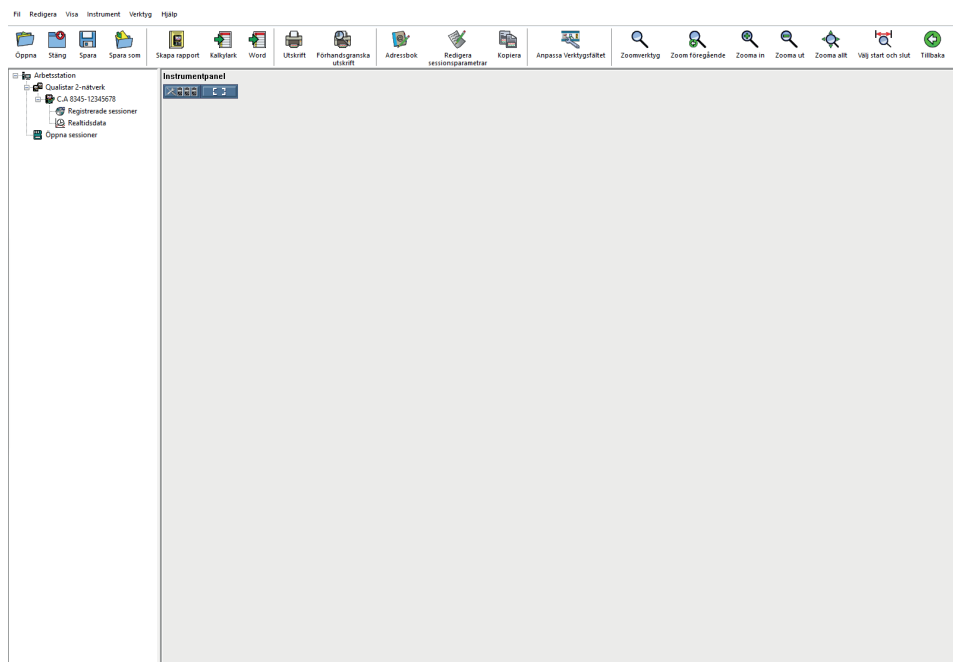 Fil Redigera Visa Instrument Verktyg Hjälp
Öppna Stäng Spara Spara som Skapa rapport Kalkylark Word Utskrift Förhandsgranska utskrift Adressbok Redigera sessionsparametrar Kopiera Anpassa Verktygsfältet Zoomverktyg Zoom föregående Zooma in Zooma ut Zooma allt Välj start och slut Tillbaka
Arbetsstation
Qualistar 2-nätverk
C.A 8345-12345678
Registrerade sessioner
Realtidsdata
Öppna sessioner
Instrumentpanel